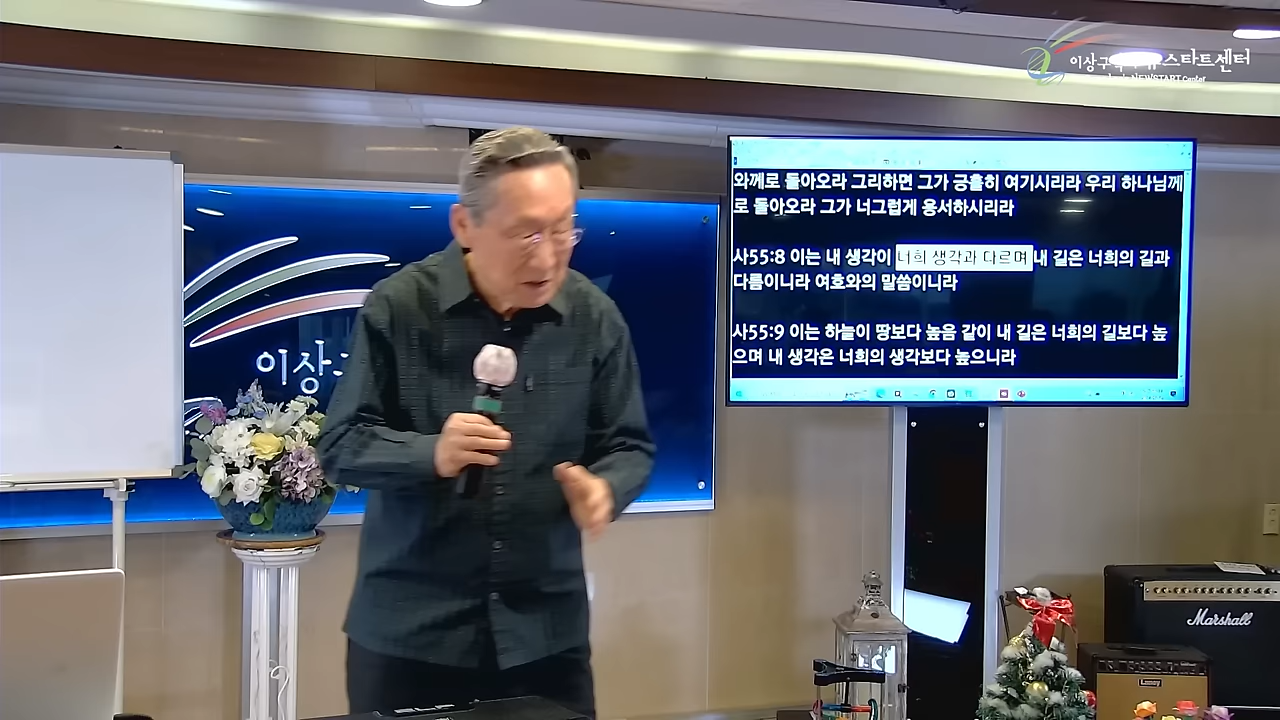 스타트센터
NEWSTART Center
와께로 돌아오라 그리하면 그가 긍휼히 여기시리라 우리 하나님께
로 돌아오라 그가 너그럽게 용서하시리라
사55:8 이는 내 생각이 너희 생각과 다르며 내 길은 너희의 길과
다름이니라 여호와의 말씀이니라
사55:9 이는 하늘이 땅보다 높음 같이 내 길은 너희의 길보다 높
으며 내 생각은 너희의 생각보다 높으니라
이상
Marshall
Laney